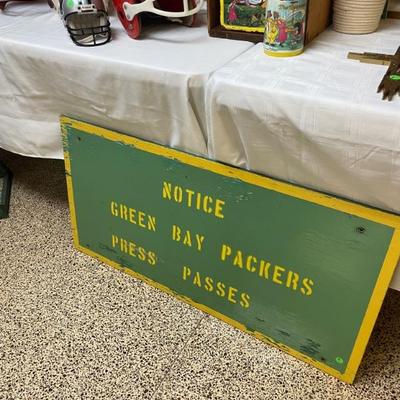 NOTICE
GREEN BAY PACKERS
PRESS PASSES